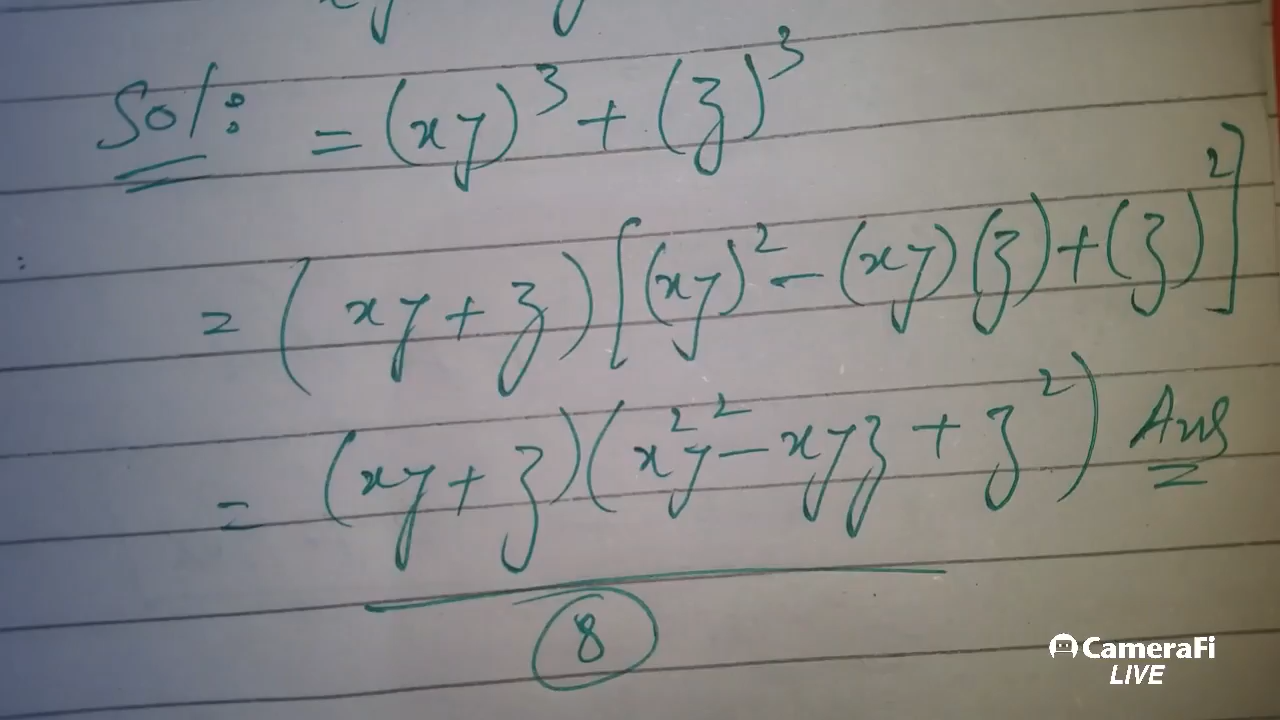 Sol: = (xy)³ + (z)³
= (xy + z) [(xy)² - (xy)(z) + (z)²]
= (xy + z)(x²y² - xyz + z²) Ans
8
CameraFi
LIVE